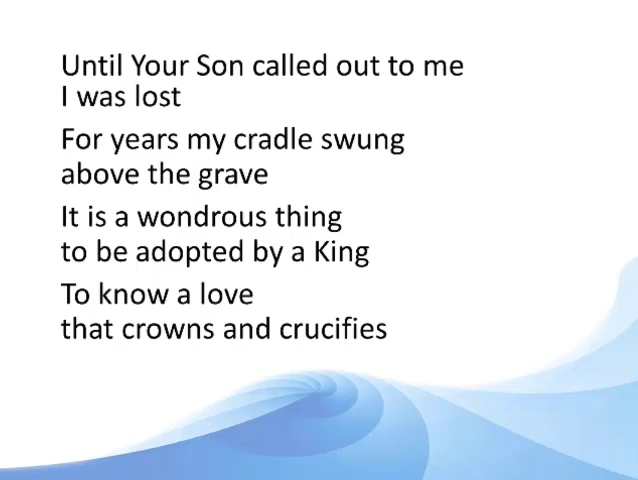 Until Your Son called out to me
I was lost
For years my cradle swung
above the grave
It is a wondrous thing
to be adopted by a King
To know a love
that crowns and crucifies